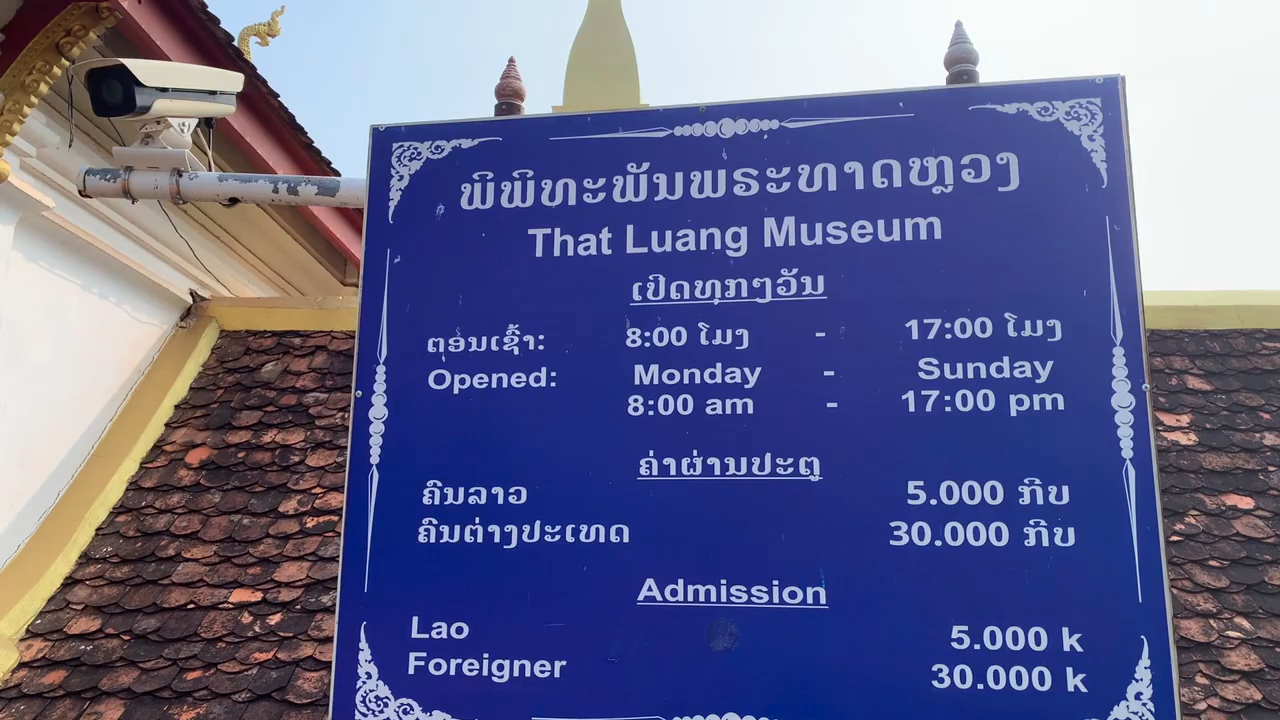 ພິພິທະພັນພຣະທາດຫຼວງ
That Luang Museum
ເປີດທຸກໆວັນ
ຕອນເຊົ້າ: 8:00 ໂມງ - 17:00 ໂມງ
Opened: Monday - Sunday
8:00 am - 17:00 pm
ຄ່າຜ່ານປະຕູ
ຄົນລາວ 5.000 ກີບ
ຄົນຕ່າງປະເທດ 30.000 ກີບ
Admission
Lao 5.000 k
Foreigner 30.000 k